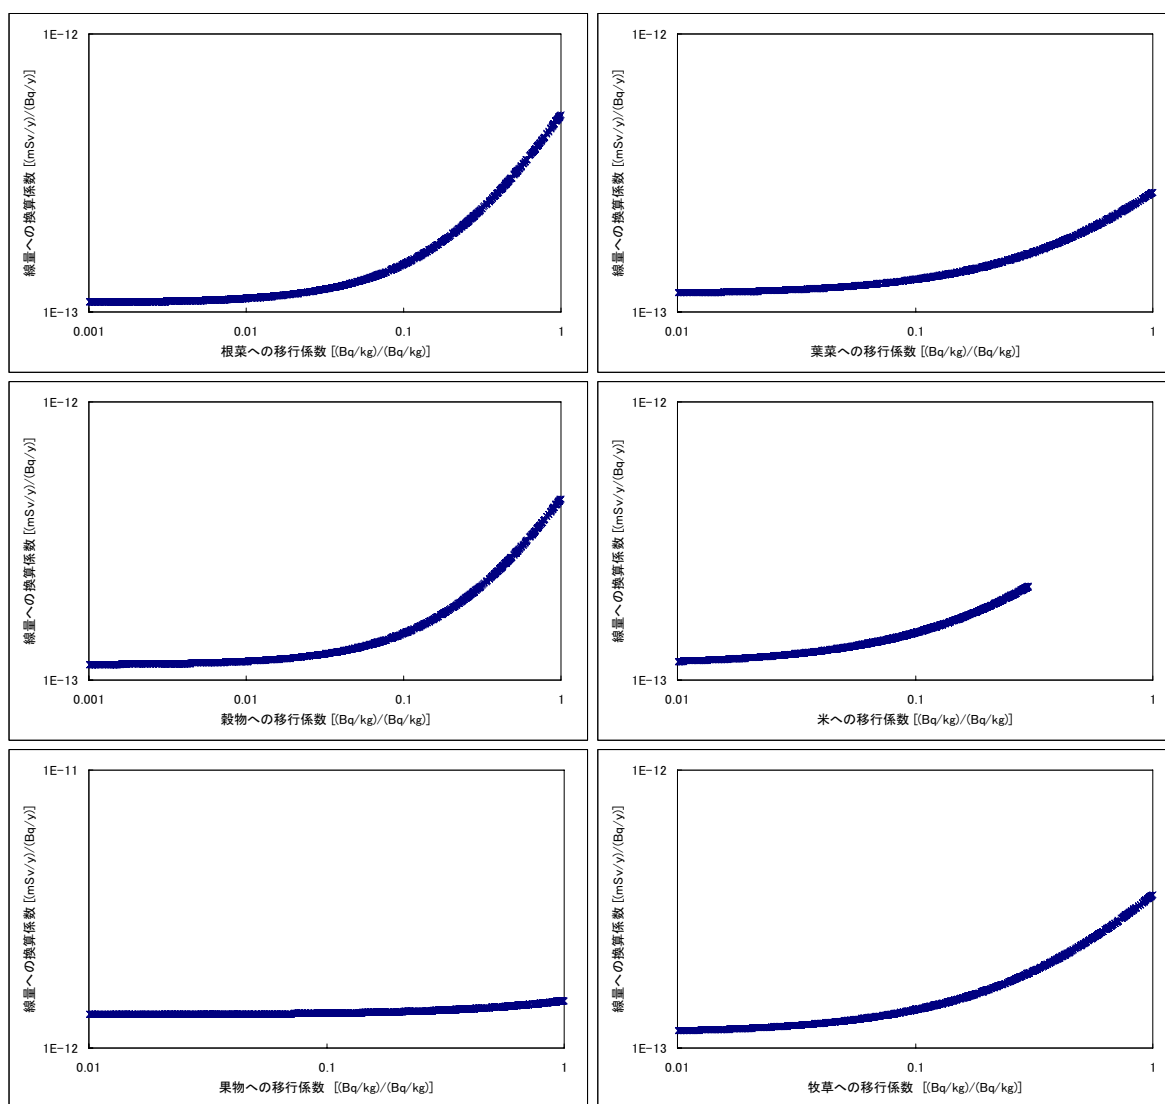 1E-12
線量への換算係数 [(mSv/y)/(Bq/y)]
1E-13
0.001
0.01
0.1
1
根菜への移行係数 [(Bq/kg)/(Bq/kg)]
1E-12
線量への換算係数 [(mSv/y)/(Bq/y)]
1E-13
0.01
0.1
1
葉菜への移行係数 [(Bq/kg)/(Bq/kg)]
1E-12
線量への換算係数 [(mSv/y)/(Bq/y)]
1E-13
0.001
0.01
0.1
1
穀物への移行係数 [(Bq/kg)/(Bq/kg)]
1E-12
線量への換算係数 [(mSv/y/(Bq/y)]
1E-13
0.01
0.1
1
米への移行係数 [(Bq/kg)/(Bq/kg)]
1E-11
線量への換算係数 [(mSv/y)/(Bq/y)]
1E-12
0.01
0.1
1
果物への移行係数 [(Bq/kg)/(Bq/kg)]
1E-12
線量への換算係数 [(mSv/y)/(Bq/y)]
1E-13
0.01
0.1
1
牧草への移行係数 [(Bq/kg)/(Bq/kg)]